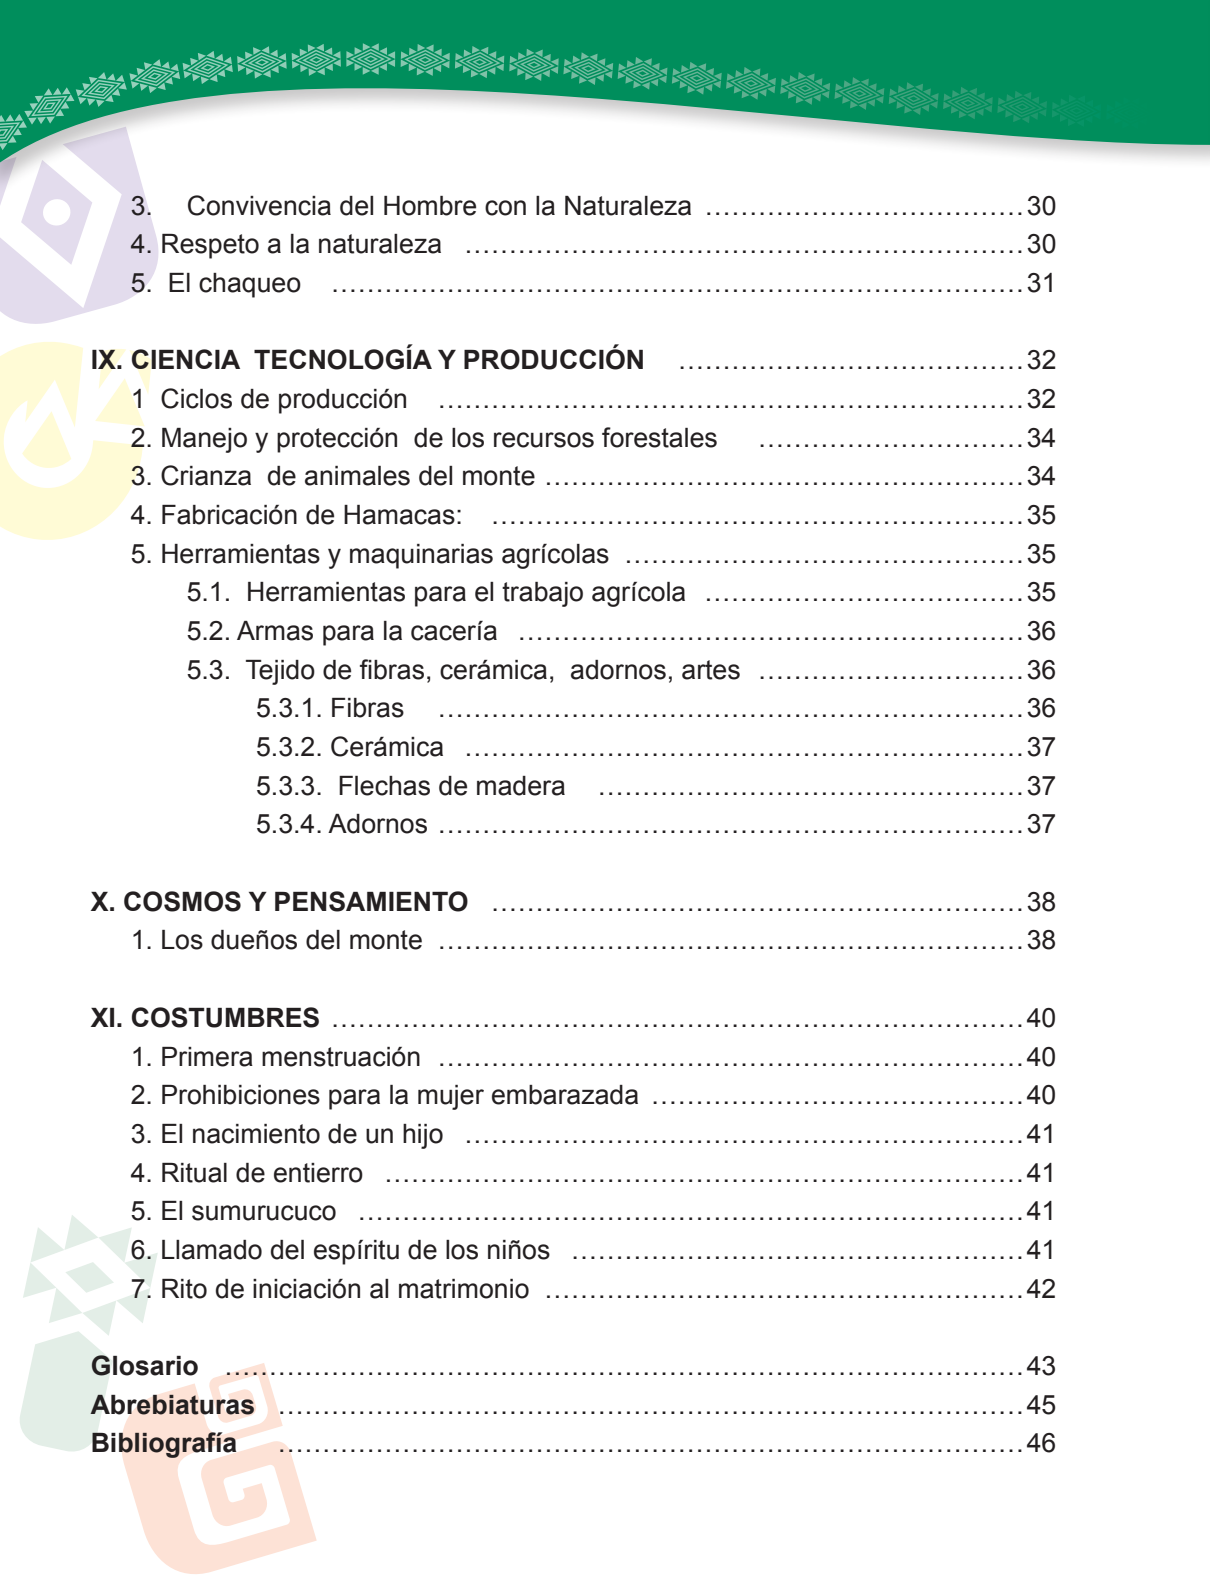 3. Convivencia del Hombre con la Naturaleza ........................................ 30
4. Respeto a la naturaleza ........................................ 30
5. El chaqueo ........................................ 31
IX. CIENCIA TECNOLOGÍA Y PRODUCCIÓN ........................................ 32
1 Ciclos de producción ........................................ 32
2. Manejo y protección de los recursos forestales ........................................ 34
3. Crianza de animales del monte ........................................ 34
4. Fabricación de Hamacas: ........................................ 35
5. Herramientas y maquinarias agrícolas ........................................ 35
5.1. Herramientas para el trabajo agrícola ........................................ 35
5.2. Armas para la cacería ........................................ 36
5.3. Tejido de fibras, cerámica, adornos, artes ........................................ 36
5.3.1. Fibras ........................................ 36
5.3.2. Cerámica ........................................ 37
5.3.3. Flechas de madera ........................................ 37
5.3.4. Adornos ........................................ 37
X. COSMOS Y PENSAMIENTO ........................................ 38
1. Los dueños del monte ........................................ 38
XI. COSTUMBRES ........................................ 40
1. Primera menstruación ........................................ 40
2. Prohibiciones para la mujer embarazada ........................................ 40
3. El nacimiento de un hijo ........................................ 41
4. Ritual de entierro ........................................ 41
5. El sumurucuco ........................................ 41
6. Llamado del espíritu de los niños ........................................ 41
7. Rito de iniciación al matrimonio ........................................ 42
Glosario ........................................ 43
Abrebiaturas ........................................ 45
Bibliografía ........................................ 46